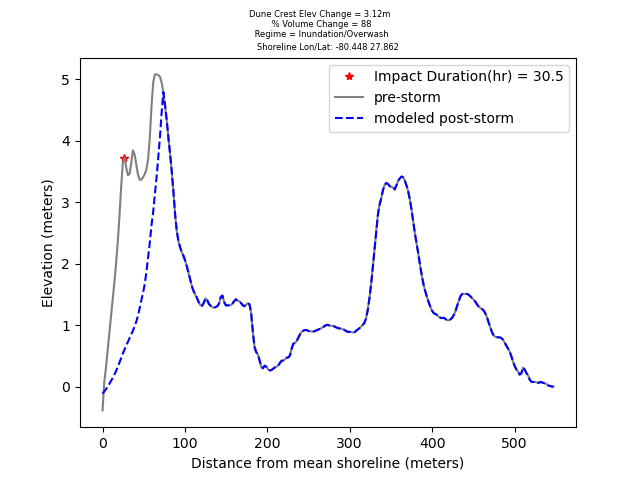 Dune Crest Elev Change = 3.12m
% Volume Change = 88
Regime = Inundation/Overwash
Shoreline Lon/Lat: -80.448 27.862
Impact Duration(hr) = 30.5
pre-storm
modeled post-storm
Elevation (meters)
5
4
3
2
1
0
0
100
200
300
400
500
Distance from mean shoreline (meters)